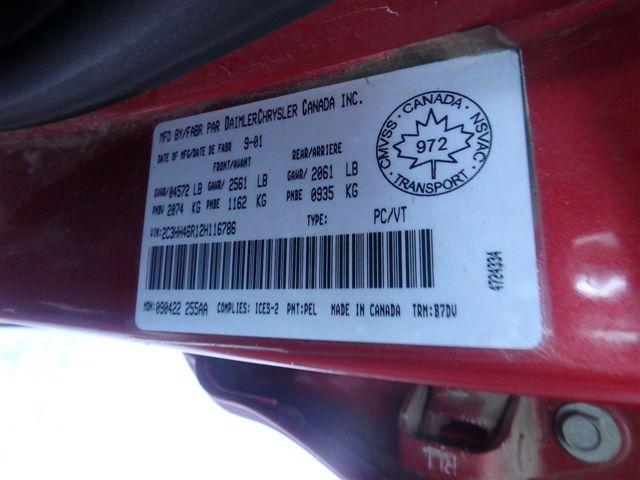 MFD BY/FABR PAR DAIMLERCHRYSLER CANADA INC.
DATE OF MFG/DATE DE FABR 9-01
FRONT/AVANT REAR/ARRIERE
GVWR/04572 LB GAWR/ 2561 LB GAWR/ 2061 LB
PNBV 2074 KG PNBE 1162 KG PNBE 0935 KG
VIN: 2C3HH46R12H116786 TYPE: PC/VT
MDH: 090422 255AA COMPLIES: ICES-2 PNT: PEL MADE IN CANADA TRM: B7DV
CMVSS · CANADA · NSVAC · TRANSPORT
972
4724334
RLL